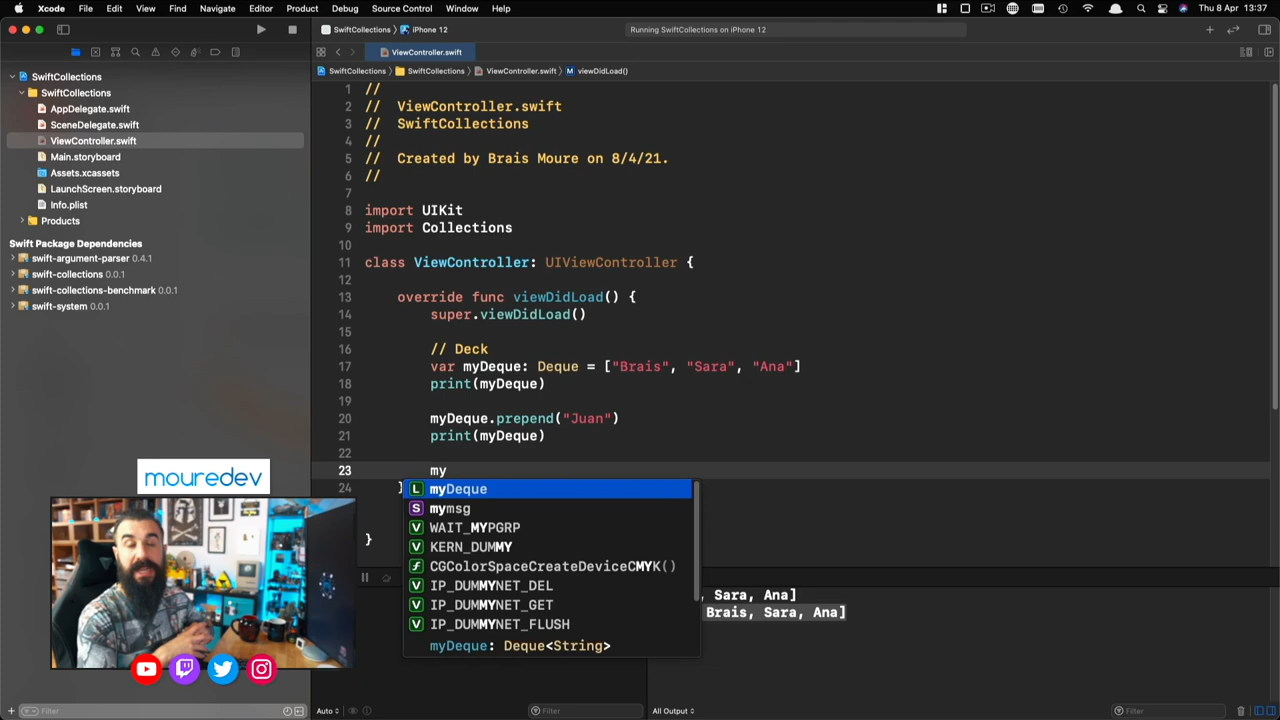 Xcode File Edit View Find Navigate Editor Product Debug Source Control Window Help Thu 8 Apr 13:37
SwiftCollections iPhone 12 Running SwiftCollections on iPhone 12
ViewController.swift
SwiftCollections SwiftCollections ViewController.swift M viewDidLoad()
SwiftCollections
SwiftCollections
AppDelegate.swift
SceneDelegate.swift
ViewController.swift
Main.storyboard
Assets.xcassets
LaunchScreen.storyboard
Info.plist
Products
Swift Package Dependencies
swift-argument-parser 0.4.1
swift-collections 0.0.1
swift-collections-benchmark 0.0.1
swift-system 0.0.1
1 //
2 // ViewController.swift
3 // SwiftCollections
4 //
5 // Created by Brais Moure on 8/4/21.
6 //
7
8 import UIKit
9 import Collections
10
11 class ViewController: UIViewController {
12
13 override func viewDidLoad() {
14 super.viewDidLoad()
15
16 // Deck
17 var myDeque: Deque = ["Brais", "Sara", "Ana"]
18 print(myDeque)
19
20 myDeque.prepend("Juan")
21 print(myDeque)
22
23 my
24 }
}
L myDeque
S mymsg
V WAIT_MYPGRP
V KERN_DUMMY
f CGColorSpaceCreateDeviceCMYK()
V IP_DUMMYNET_DEL
V IP_DUMMYNET_GET
V IP_DUMMYNET_FLUSH
myDeque: Deque<String>
, Sara, Ana]
Brais, Sara, Ana]
mouredev
Filter
Auto
Filter
All Output
Filter